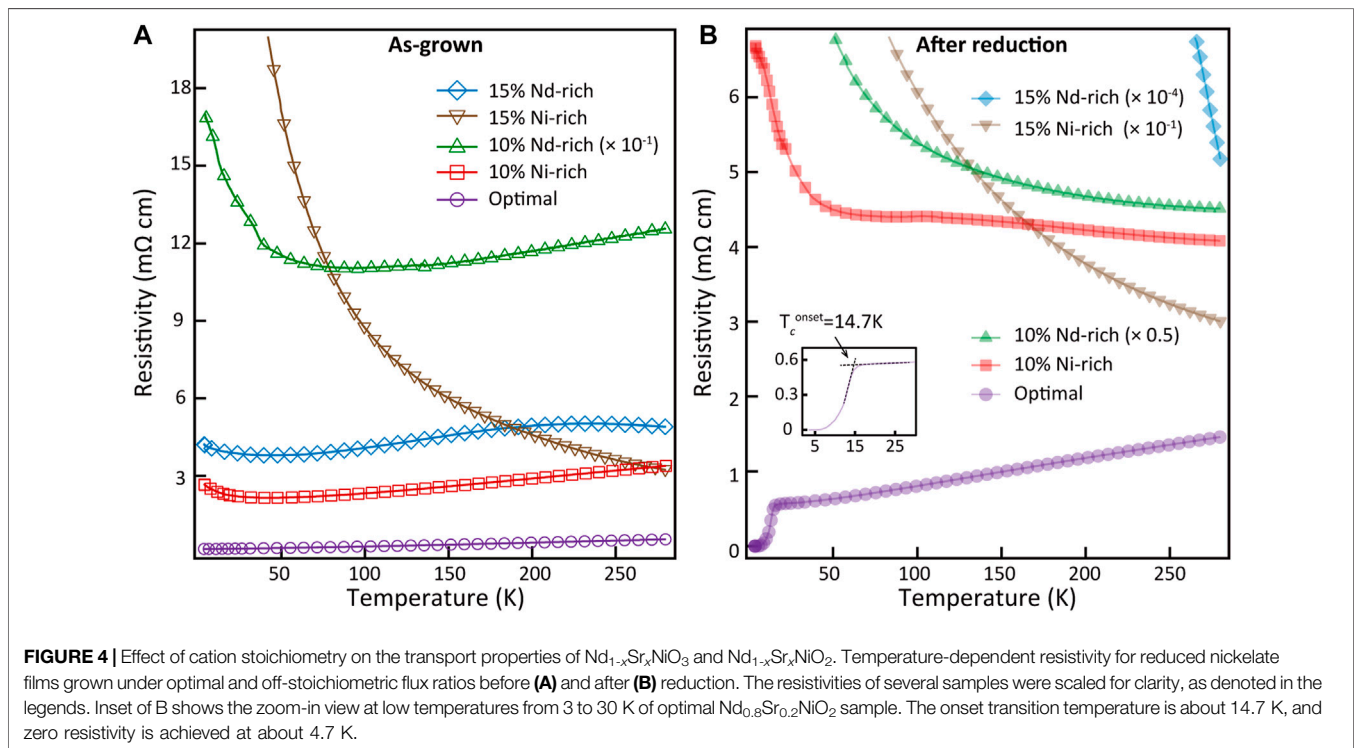 A
As-grown
15% Nd-rich
15% Ni-rich
10% Nd-rich (× 10⁻¹)
10% Ni-rich
Optimal
18
15
12
9
6
3
Resistivity (mΩ cm)
50 100 150 200 250
Temperature (K)
B
After reduction
15% Nd-rich (× 10⁻⁴)
15% Ni-rich (× 10⁻¹)
10% Nd-rich (× 0.5)
10% Ni-rich
Optimal
T_c^onset=14.7K
0.6
0.3
0
5 15 25
6
5
4
3
2
1
0
Resistivity (mΩ cm)
50 100 150 200 250
Temperature (K)
FIGURE 4 | Effect of cation stoichiometry on the transport properties of Nd₁₋ₓSrₓNiO₃ and Nd₁₋ₓSrₓNiO₂. Temperature-dependent resistivity for reduced nickelate
films grown under optimal and off-stoichiometric flux ratios before (A) and after (B) reduction. The resistivities of several samples were scaled for clarity, as denoted in the
legends. Inset of B shows the zoom-in view at low temperatures from 3 to 30 K of optimal Nd₀.₈Sr₀.₂NiO₂ sample. The onset transition temperature is about 14.7 K, and
zero resistivity is achieved at about 4.7 K.